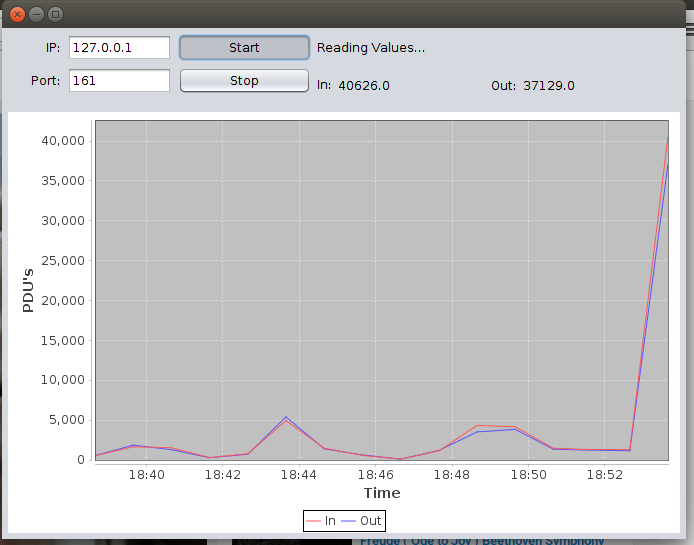 IP: 127.0.0.1 Start Reading Values...
Port: 161 Stop In: 40626.0 Out: 37129.0
40,000
35,000
30,000
25,000
20,000
15,000
10,000
5,000
0
PDU's
18:40 18:42 18:44 18:46 18:48 18:50 18:52
Time
In Out
Freude ( Ode to Joy ) Beethoven Symphony